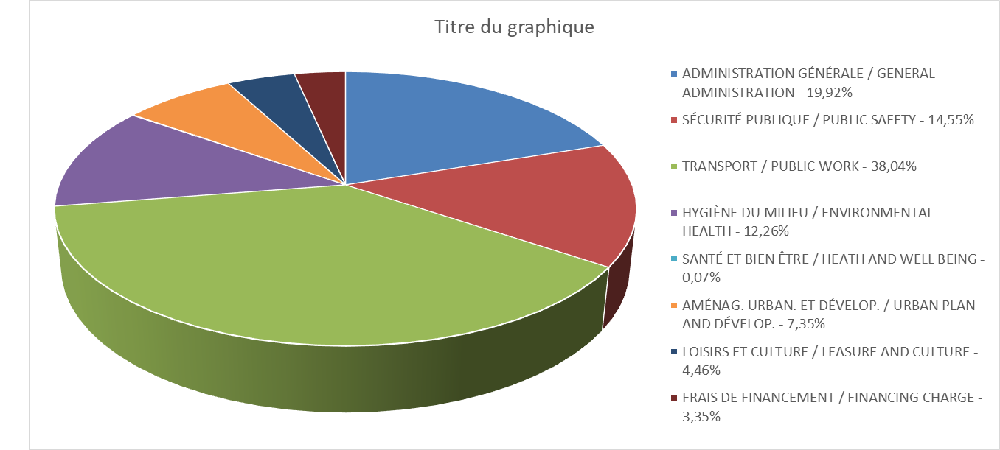 Titre du graphique
ADMINISTRATION GÉNÉRALE / GENERAL
ADMINISTRATION - 19,92%
SÉCURITÉ PUBLIQUE / PUBLIC SAFETY - 14,55%
TRANSPORT / PUBLIC WORK - 38,04%
HYGIÈNE DU MILIEU / ENVIRONMENTAL
HEALTH - 12,26%
SANTÉ ET BIEN ÊTRE / HEATH AND WELL BEING -
0,07%
AMÉNAG. URBAN. ET DÉVELOP. / URBAN PLAN
AND DÉVELOP. - 7,35%
LOISIRS ET CULTURE / LEASURE AND CULTURE -
4,46%
FRAIS DE FINANCEMENT / FINANCING CHARGE -
3,35%